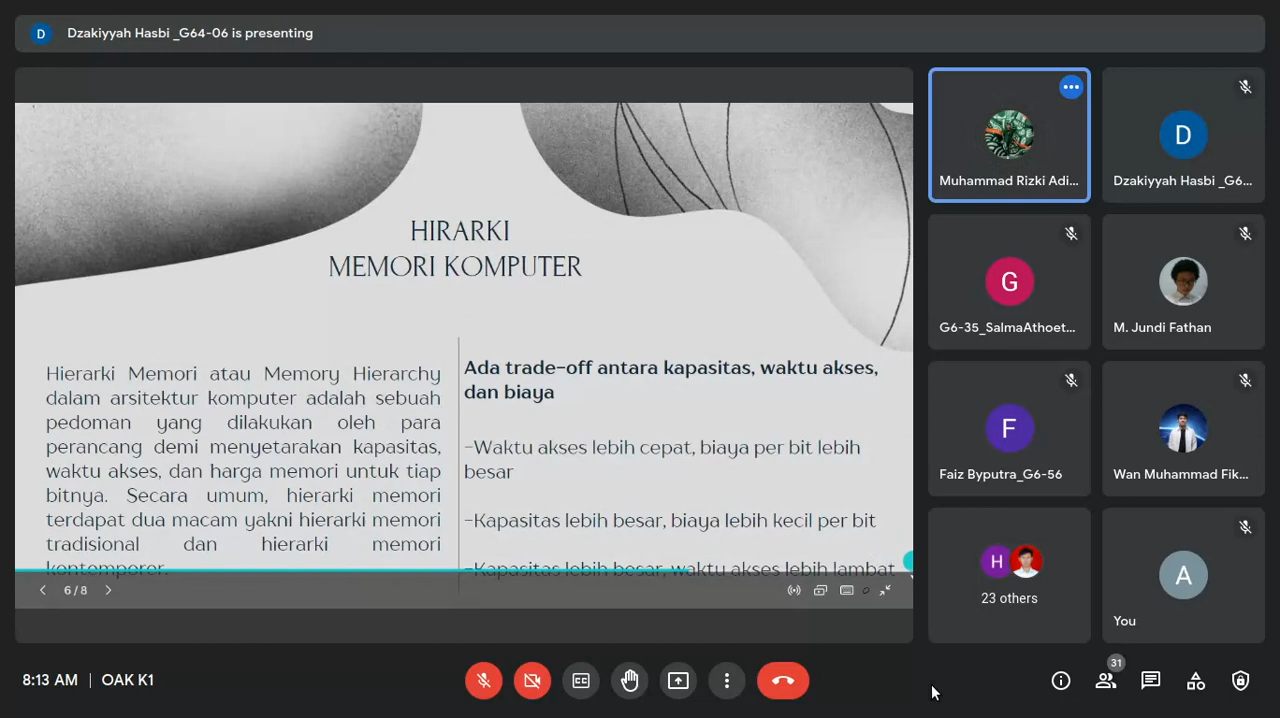 D
Dzakiyyah Hasbi _G64-06 is presenting
HIRARKI
MEMORI KOMPUTER
Hierarki Memori atau Memory Hierarchy
dalam arsitektur komputer adalah sebuah
pedoman yang dilakukan oleh para
perancang demi menyetarakan kapasitas,
waktu akses, dan harga memori untuk tiap
bitnya. Secara umum, hierarki memori
terdapat dua macam yakni hierarki memori
tradisional dan hierarki memori
kontemporer.
Ada trade-off antara kapasitas, waktu akses,
dan biaya
-Waktu akses lebih cepat, biaya per bit lebih
besar
-Kapasitas lebih besar, biaya lebih kecil per bit
-Kapasitas lebih besar, waktu akses lebih lambat
6/8
Muhammad Rizki Adi...
D
Dzakiyyah Hasbi _G6...
G
G6-35_SalmaAthoet...
M. Jundi Fathan
F
Faiz Byputra_G6-56
Wan Muhammad Fik...
H
23 others
A
You
8:13 AM | OAK K1
CC
31